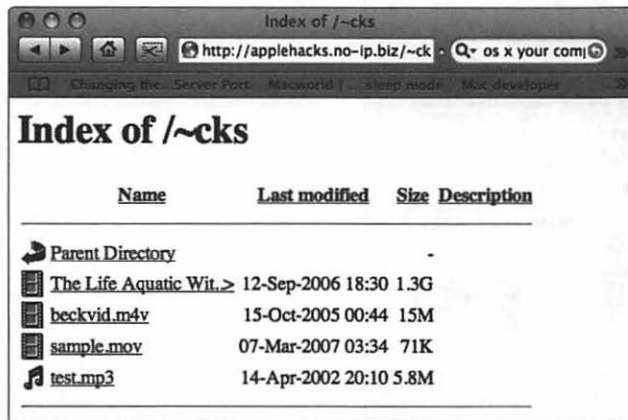 Index of /~cks
http://applehacks.no-ip.biz/~ck Q▾ os x your comp
Changing the... Server Port Macworld | ... sleep mode Mac developer
Index of /~cks
Name Last modified Size Description
Parent Directory -
The Life Aquatic Wit..> 12-Sep-2006 18:30 1.3G
beckvid.m4v 15-Oct-2005 00:44 15M
sample.mov 07-Mar-2007 03:34 71K
test.mp3 14-Apr-2002 20:10 5.8M